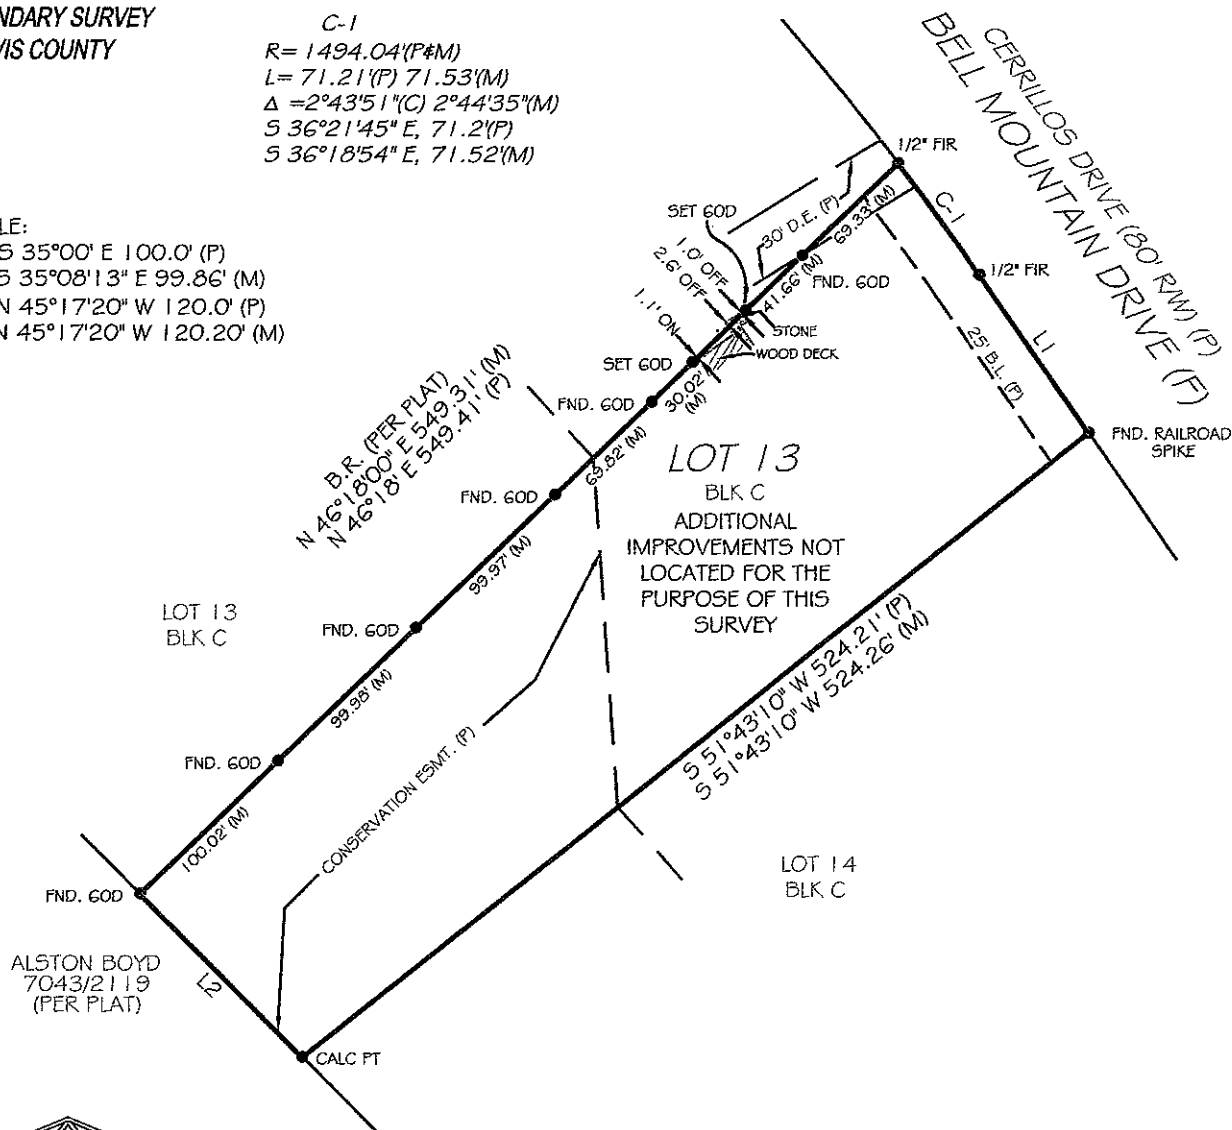 NDARY SURVEY
VIS COUNTY
C-1
R= 1494.04'(P&M)
L= 71.21'(P) 71.53'(M)
Δ =2°43'51"(C) 2°44'35"(M)
S 36°21'45" E, 71.2'(P)
S 36°18'54" E, 71.52'(M)
LE:
S 35°00' E 100.0' (P)
S 35°08'13" E 99.86' (M)
N 45°17'20" W 120.0' (P)
N 45°17'20" W 120.20' (M)
CERRILLOS DRIVE (80' R/W) (P)
BELL MOUNTAIN DRIVE (F)
1/2" FIR
C-1
1/2" FIR
L1
25' B.L. (P)
FND. RAILROAD
SPIKE
SET 60D
30' D.E. (P)
69.33' (M)
FND. 60D
1.0' OFF
2.6' OFF
1.1' ON
41.66' (M)
STONE
WOOD DECK
SET 60D
30.02'
(M)
FND. 60D
69.82' (M)
B.R. (PER PLAT)
N 46°18'00" E 549.31' (M)
N 46°18' E 549.41' (P)
FND. 60D
99.97' (M)
LOT 13
BLK C
ADDITIONAL
IMPROVEMENTS NOT
LOCATED FOR THE
PURPOSE OF THIS
SURVEY
LOT 13
BLK C
FND. 60D
99.98' (M)
S 51°43'10" W 524.21' (P)
S 51°43'10" W 524.26' (M)
FND. 60D
CONSERVATION ESMT. (P)
100.02' (M)
LOT 14
BLK C
FND. 60D
ALSTON BOYD
7043/2119
(PER PLAT)
L2
CALC PT